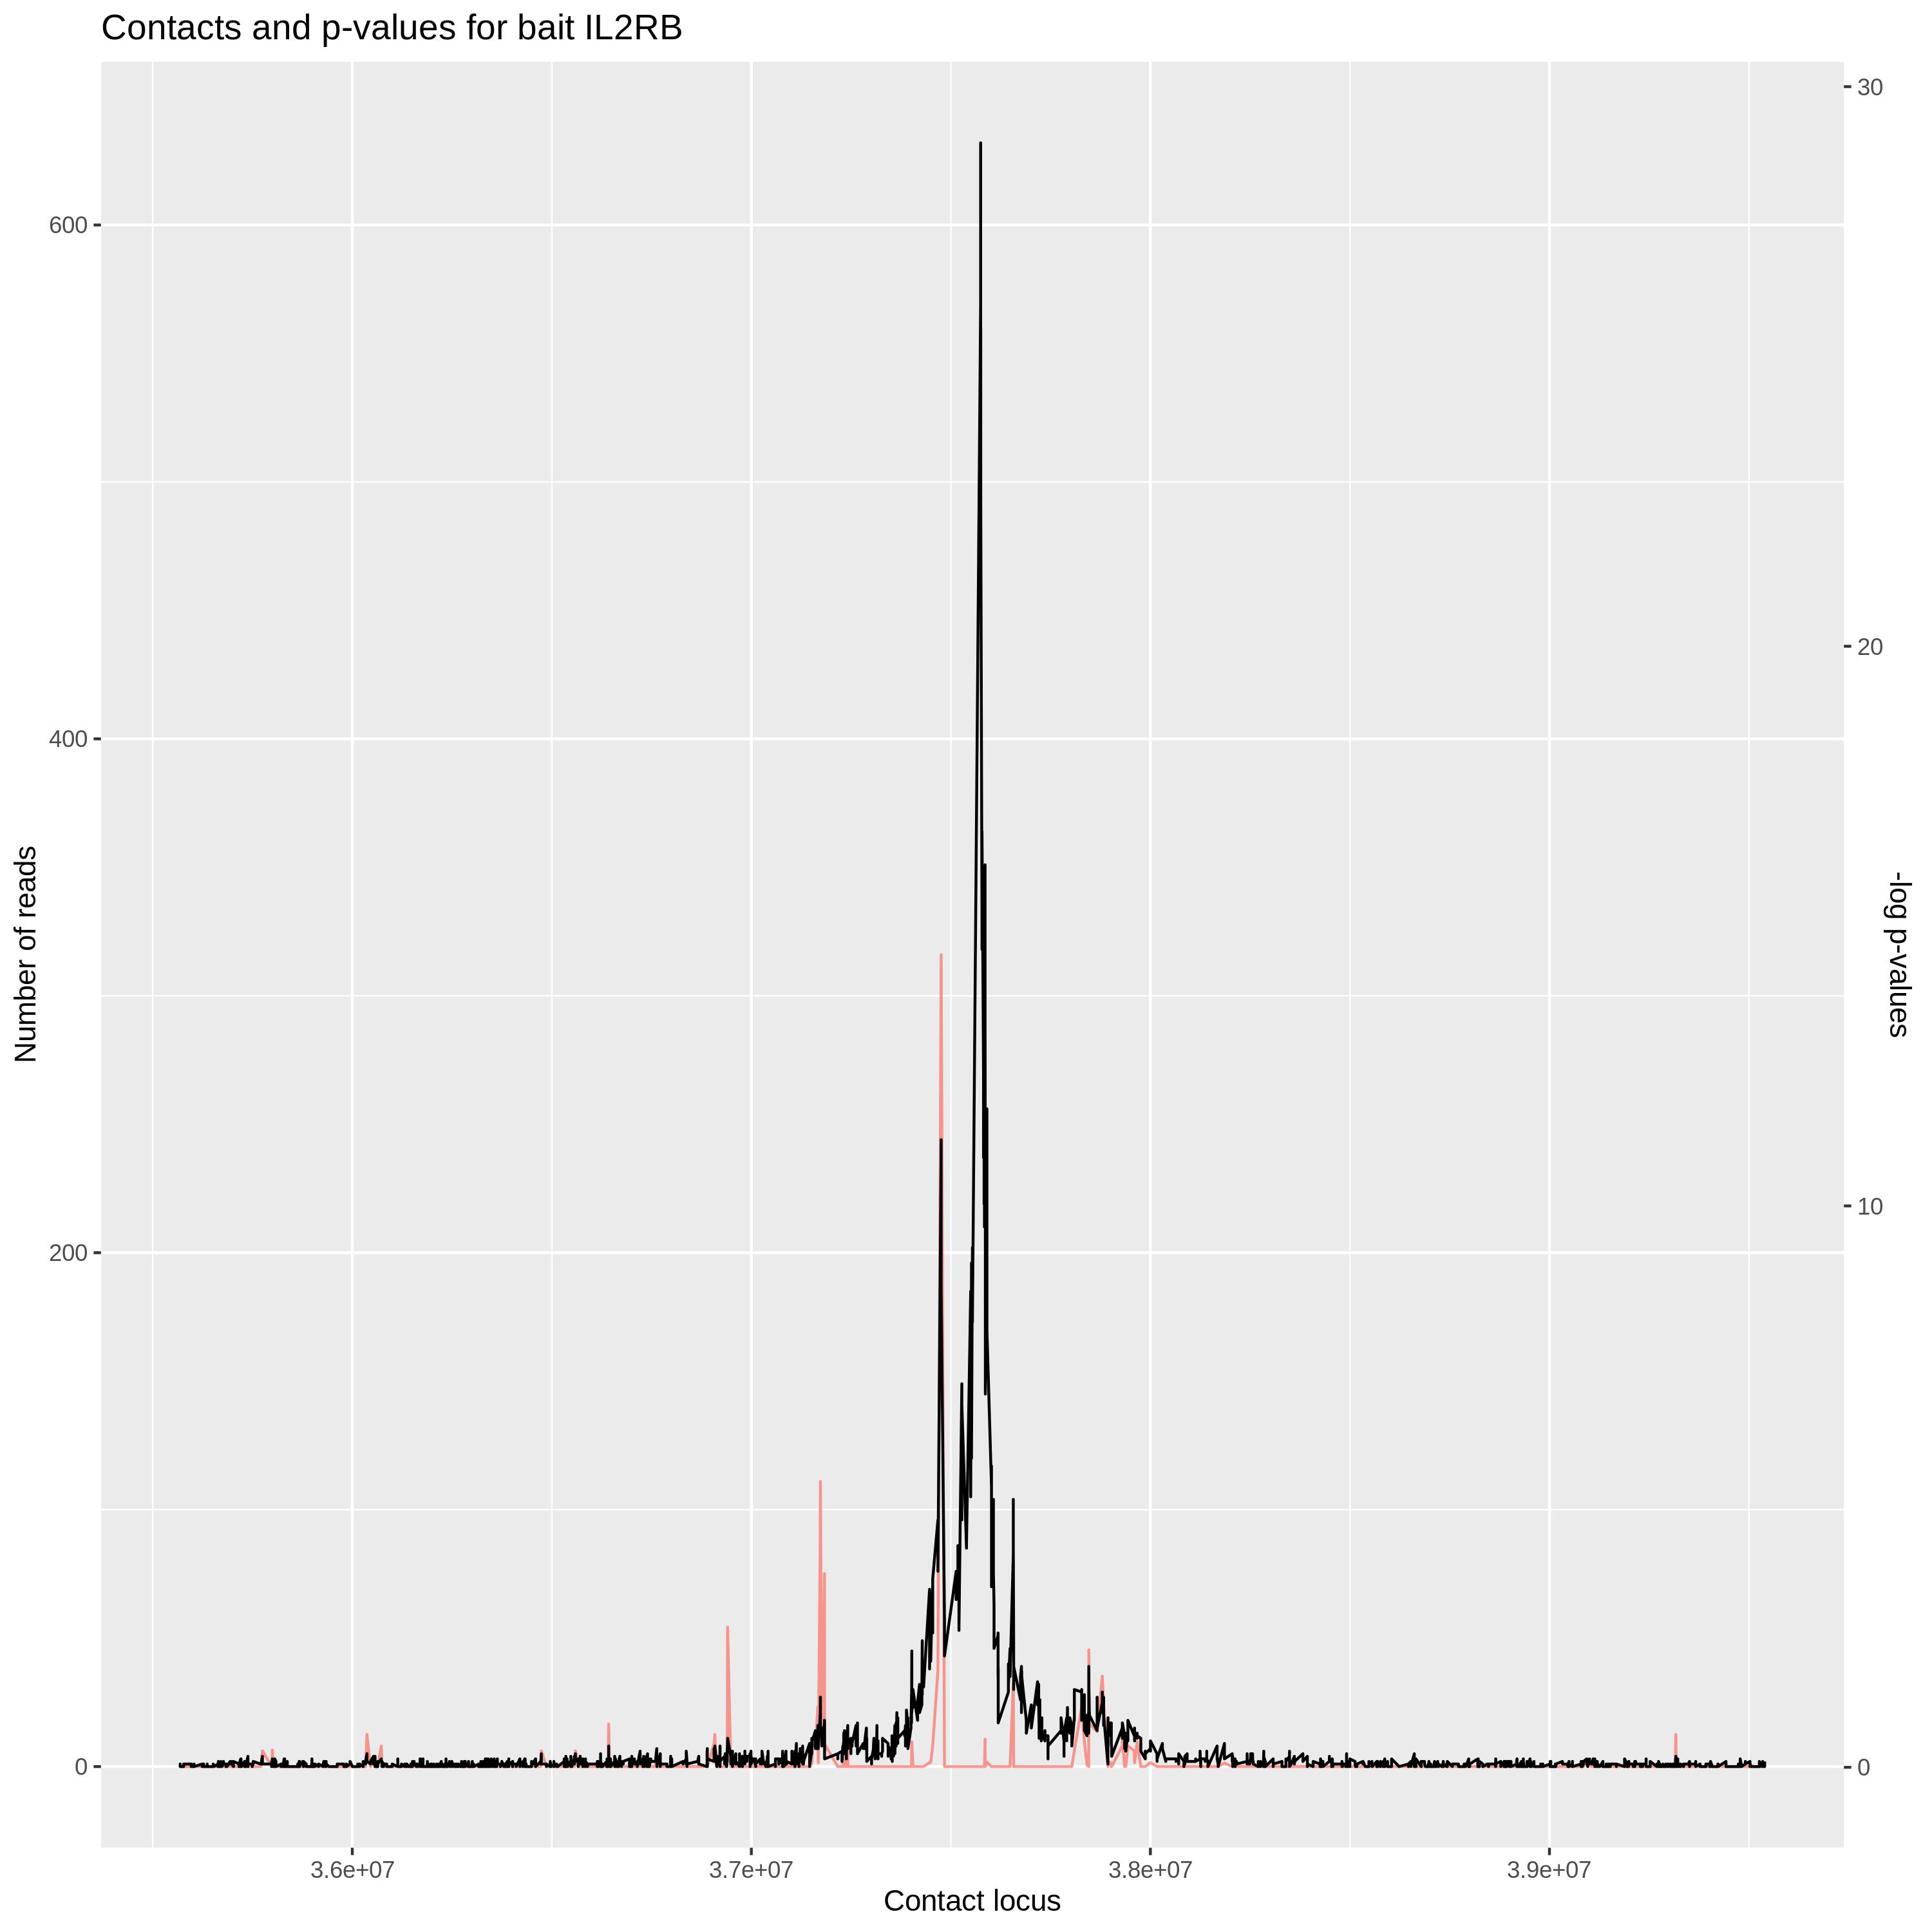 Contacts and p-values for bait IL2RB
30
600
20
400
Number of reads
-log p-values
10
200
0
0
3.6e+07
3.7e+07
3.8e+07
3.9e+07
Contact locus